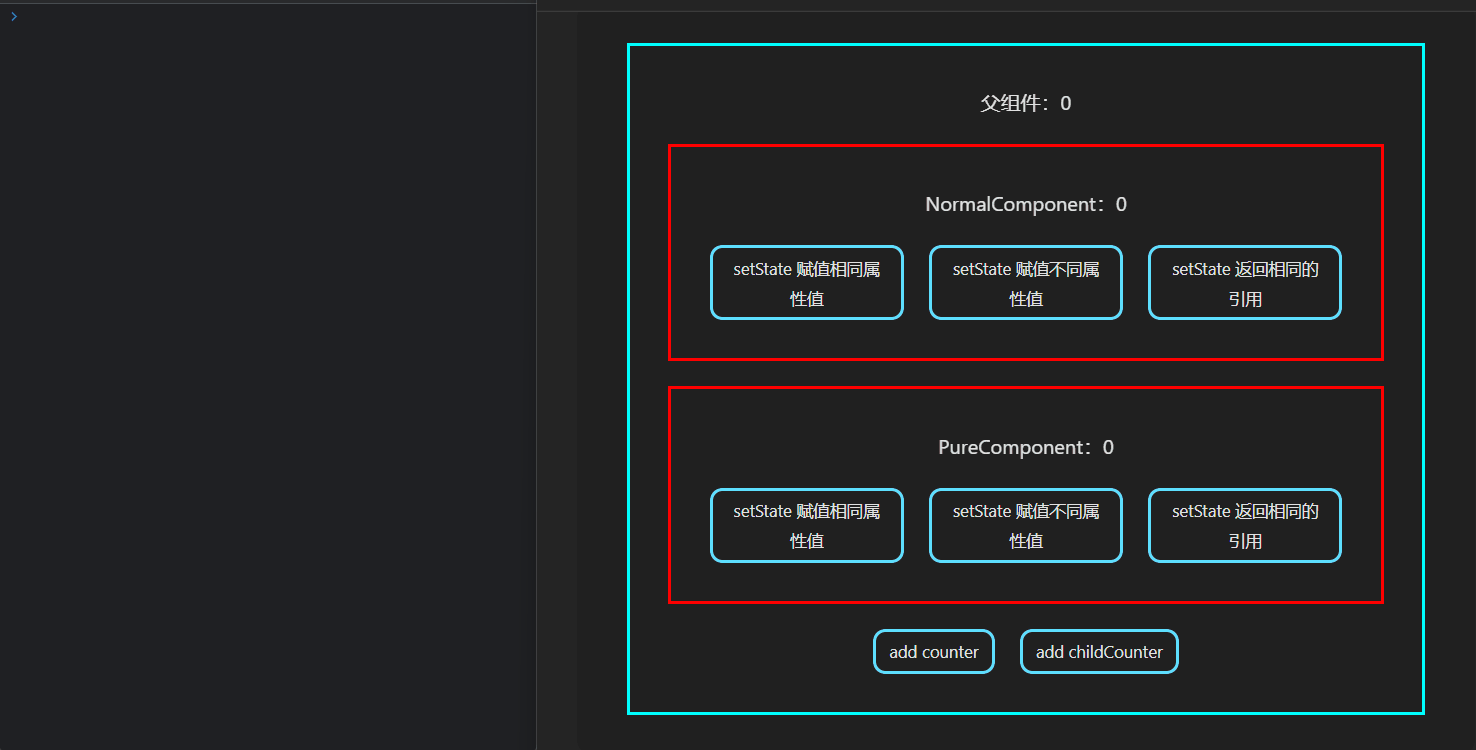 父组件：0
NormalComponent：0
setState 赋值相同属
性值
setState 赋值不同属
性值
setState 返回相同的
引用
PureComponent：0
setState 赋值相同属
性值
setState 赋值不同属
性值
setState 返回相同的
引用
add counter
add childCounter